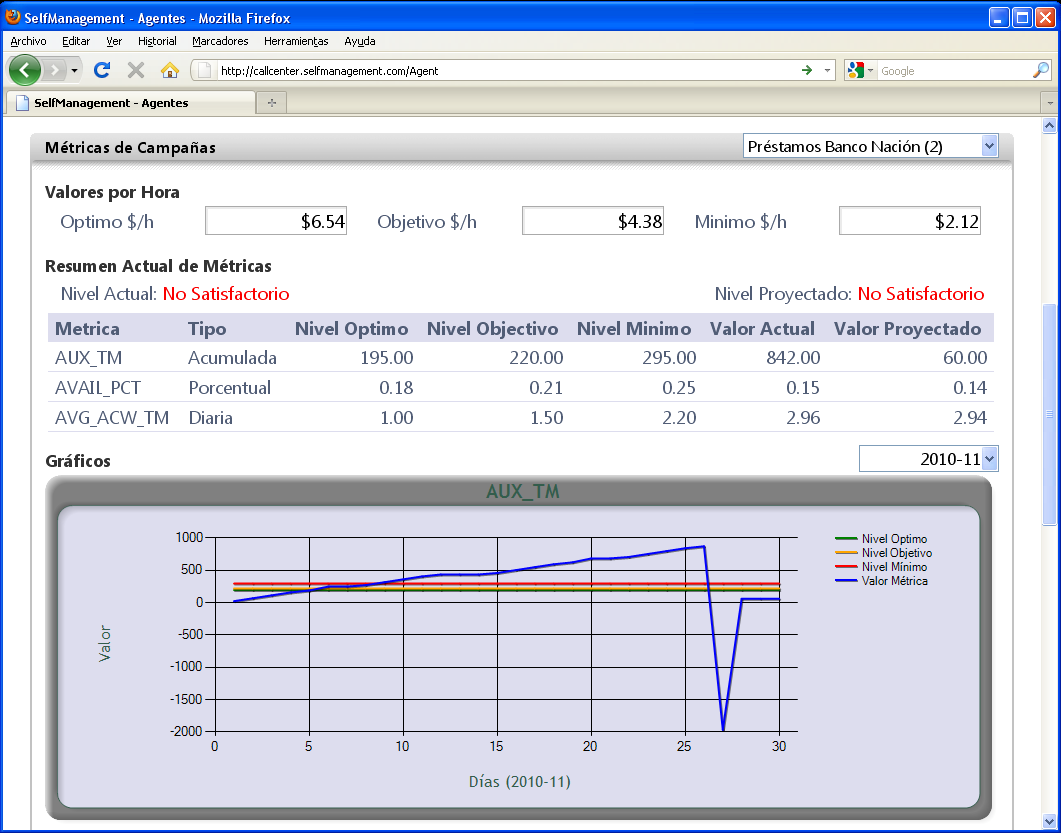 SelfManagement - Agentes - Mozilla Firefox
Archivo Editar Ver Historial Marcadores Herramientas Ayuda
http://callcenter.selfmanagement.com/Agent Google
SelfManagement - Agentes
Métricas de Campañas Préstamos Banco Nación (2)
Valores por Hora
Optimo $/h $6.54 Objetivo $/h $4.38 Minimo $/h $2.12
Resumen Actual de Métricas
Nivel Actual: No Satisfactorio Nivel Proyectado: No Satisfactorio
Metrica Tipo Nivel Optimo Nivel Objectivo Nivel Minimo Valor Actual Valor Proyectado
AUX_TM Acumulada 195.00 220.00 295.00 842.00 60.00
AVAIL_PCT Porcentual 0.18 0.21 0.25 0.15 0.14
AVG_ACW_TM Diaria 1.00 1.50 2.20 2.96 2.94
Gráficos 2010-11
AUX_TM
1000
500
0
-500
-1000
-1500
-2000
Valor
0 5 10 15 20 25 30
Días (2010-11)
Nivel Optimo
Nivel Objetivo
Nivel Mínimo
Valor Métrica